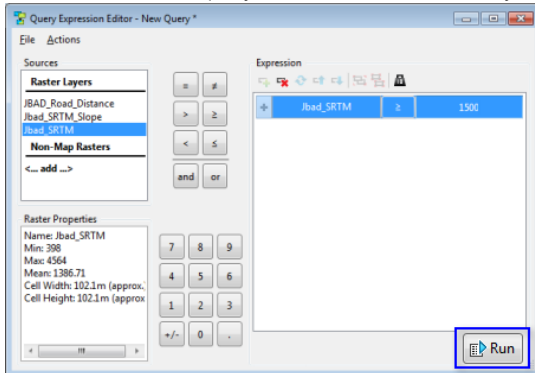 Query Expression Editor - New Query *
File Actions
Sources
Raster Layers
JBAD_Road_Distance
Jbad_SRTM_Slope
Jbad_SRTM
Non-Map Rasters
<... add ...>
= ≠
> ≥
< ≤
and or
Expression
Jbad_SRTM ≥ 1500
Raster Properties
Name: Jbad_SRTM
Min: 398
Max: 4564
Mean: 1386.71
Cell Width: 102.1m (approx.)
Cell Height: 102.1m (approx
7 8 9
4 5 6
1 2 3
+/- 0 .
Run